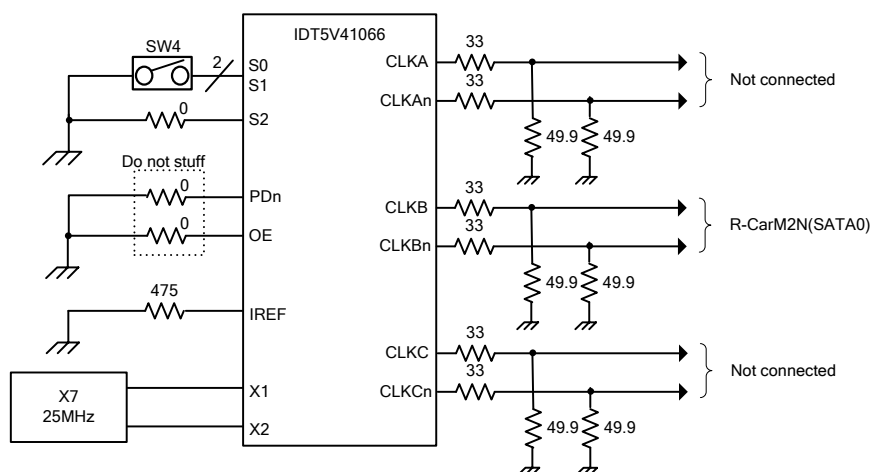 IDT5V41066
SW4
2
S0
S1
0
S2
Do not stuff
0
PDn
0
OE
475
IREF
X7
25MHz
X1
X2
CLKA
33
33
CLKAn
49.9
49.9
Not connected
CLKB
33
33
CLKBn
49.9
49.9
R-CarM2N(SATA0)
CLKC
33
33
CLKCn
49.9
49.9
Not connected